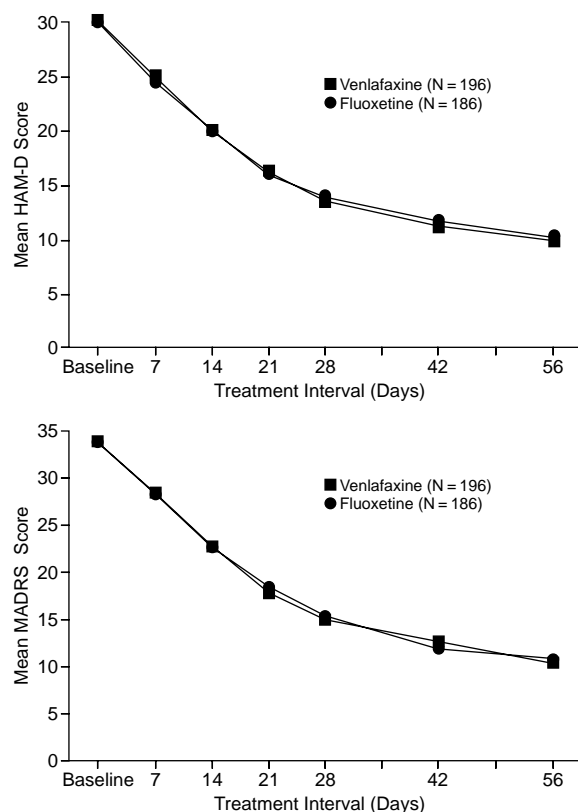 30
25
20
15
10
5
0
Mean HAM-D Score
Venlafaxine (N = 196)
Fluoxetine (N = 186)
Baseline 7 14 21 28 42 56
Treatment Interval (Days)
35
30
25
20
15
10
5
0
Mean MADRS Score
Venlafaxine (N = 196)
Fluoxetine (N = 186)
Baseline 7 14 21 28 42 56
Treatment Interval (Days)